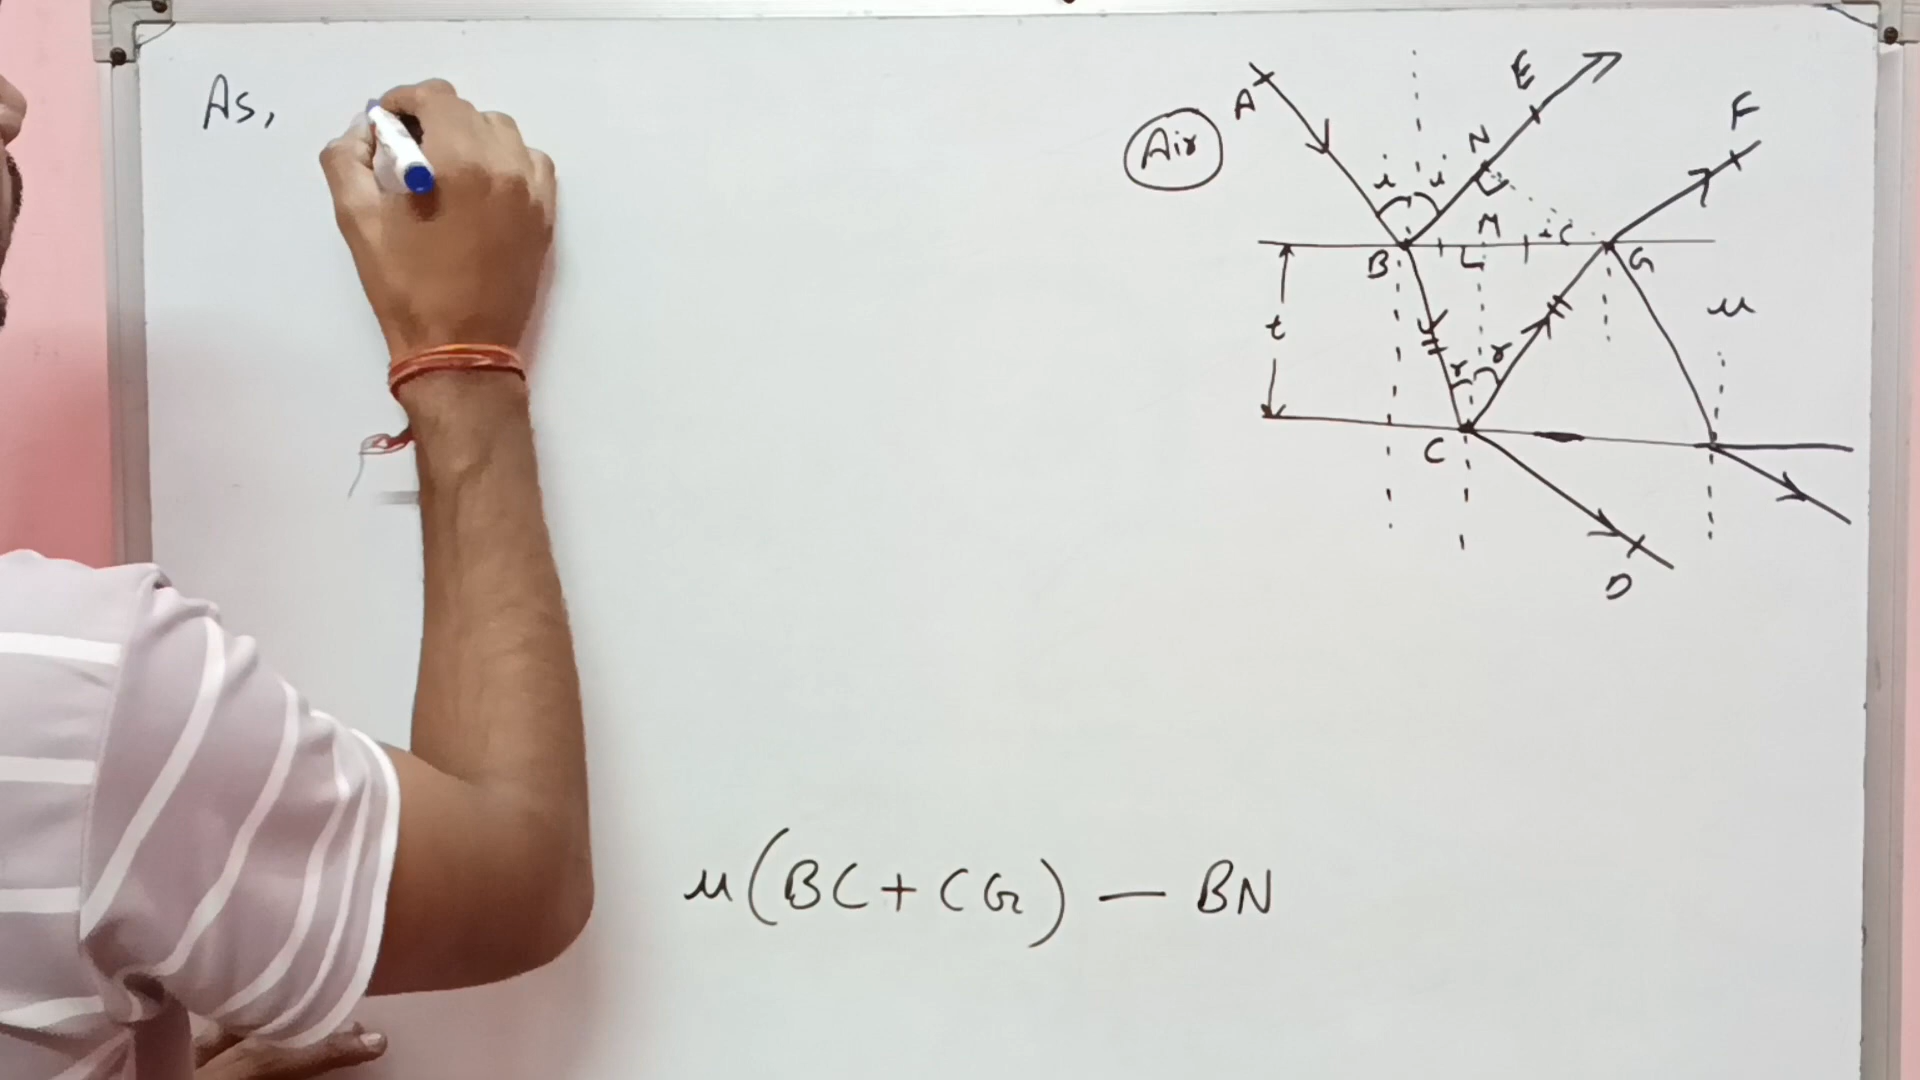 As,
E
F
A
N
Air
i i
M
i
B
G
t
μ
r r
C
D
μ(BC+CG) — BN